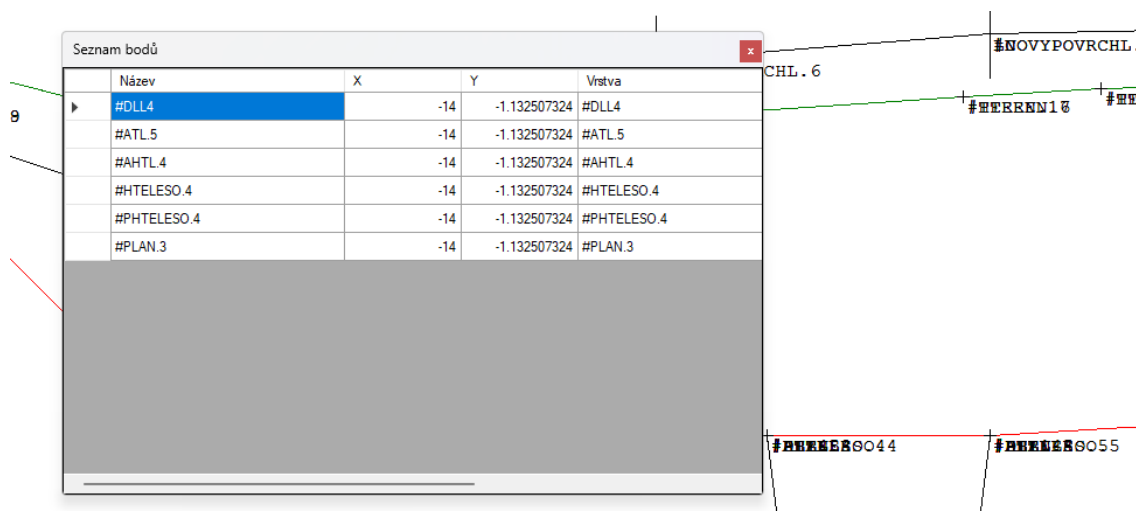 Seznam bodů
x
Název X Y Vrstva
#DLL4 -14 -1.132507324 #DLL4
#ATL.5 -14 -1.132507324 #ATL.5
#AHTL.4 -14 -1.132507324 #AHTL.4
#HTELESO.4 -14 -1.132507324 #HTELESO.4
#PHTELESO.4 -14 -1.132507324 #PHTELESO.4
#PLAN.3 -14 -1.132507324 #PLAN.3
CHL.6